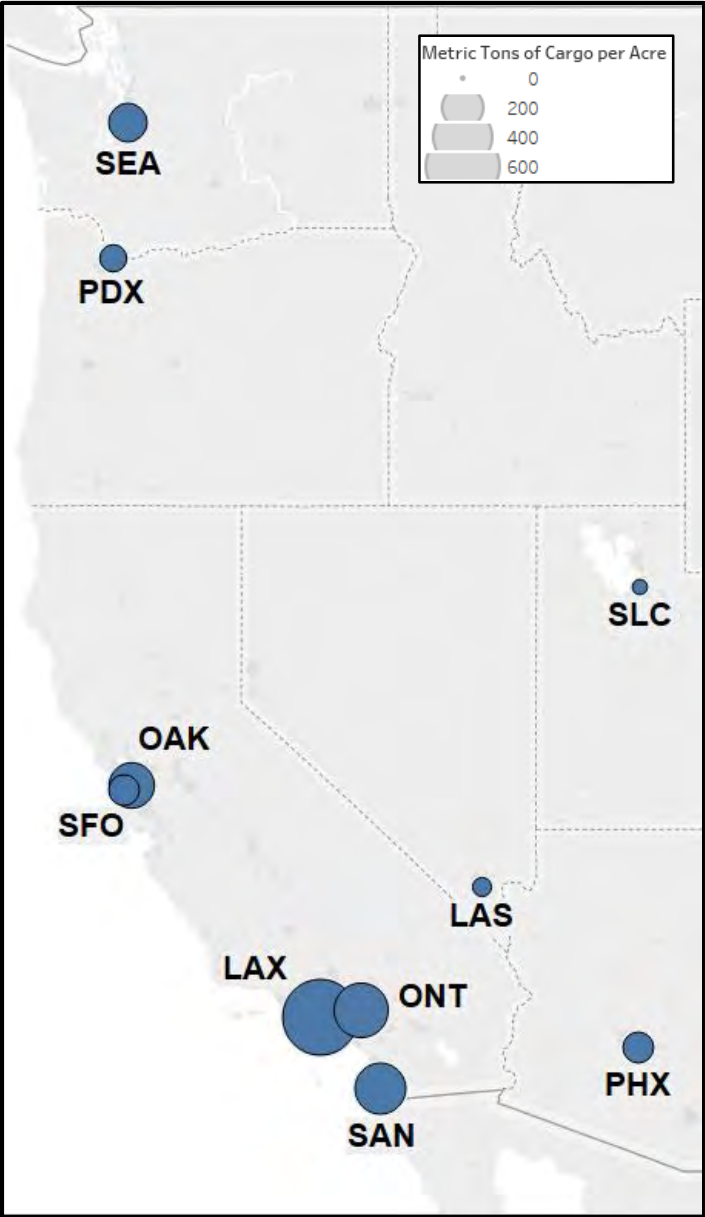 Metric Tons of Cargo per Acre
0
200
400
600
SEA
PDX
SLC
OAK
SFO
LAS
LAX
ONT
PHX
SAN